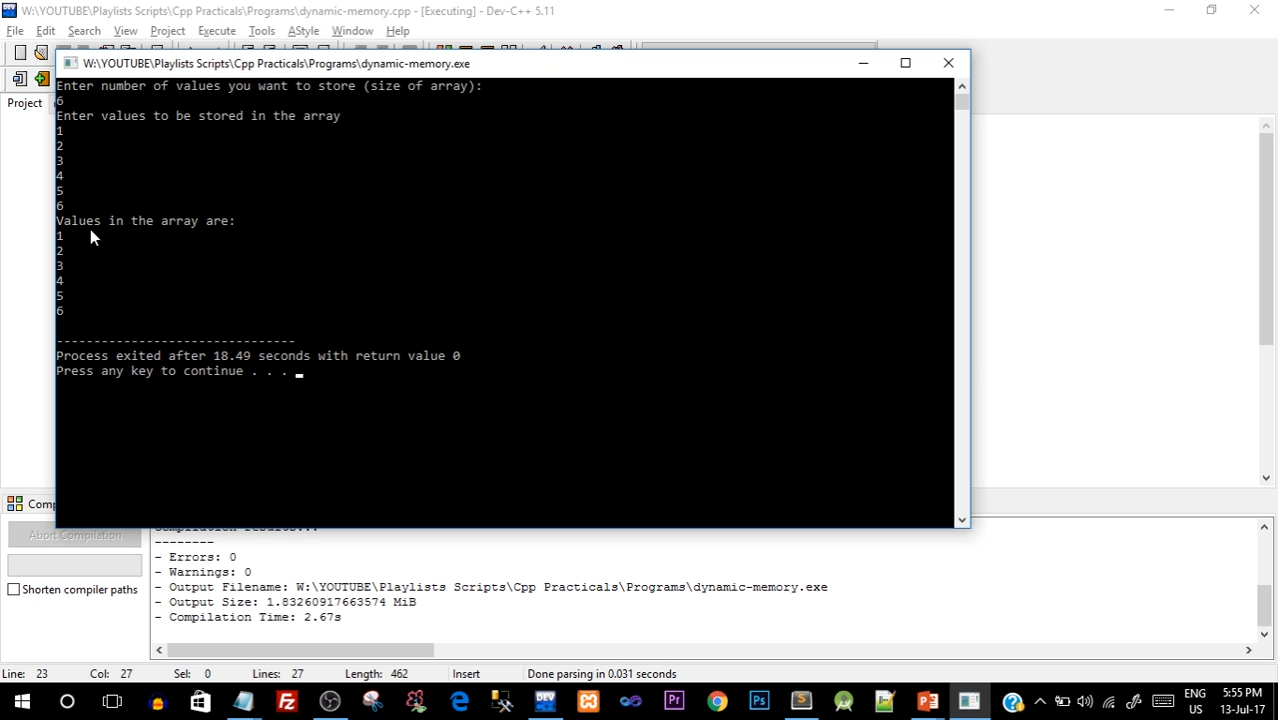 W:\YOUTUBE\Playlists Scripts\Cpp Practicals\Programs\dynamic-memory.cpp - [Executing] - Dev-C++ 5.11
File Edit Search View Project Execute Tools AStyle Window Help
W:\YOUTUBE\Playlists Scripts\Cpp Practicals\Programs\dynamic-memory.exe
Project
Enter number of values you want to store (size of array):
6
Enter values to be stored in the array
1
2
3
4
5
6
Values in the array are:
1
2
3
4
5
6
-------------------------------
Process exited after 18.49 seconds with return value 0
Press any key to continue . . .
Comp
Abort Compilation
Shorten compiler paths
Compilation results...
--------
- Errors: 0
- Warnings: 0
- Output Filename: W:\YOUTUBE\Playlists Scripts\Cpp Practicals\Programs\dynamic-memory.exe
- Output Size: 1.83260917663574 MiB
- Compilation Time: 2.67s
Line: 23 Col: 27 Sel: 0 Lines: 27 Length: 462 Insert Done parsing in 0.031 seconds
ENG 5:55 PM
US 13-Jul-17